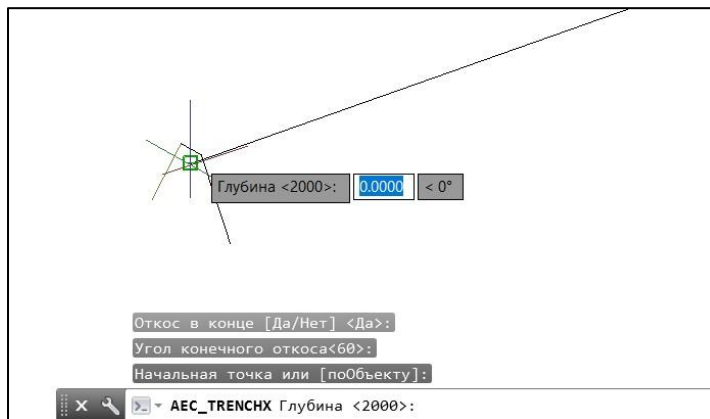 Глубина <2000>: 0.0000 < 0°
Откос в конце [Да/Нет] <Да>:
Угол конечного откоса<60>:
Начальная точка или [поОбъекту]:
AEC_TRENCHX Глубина <2000>: